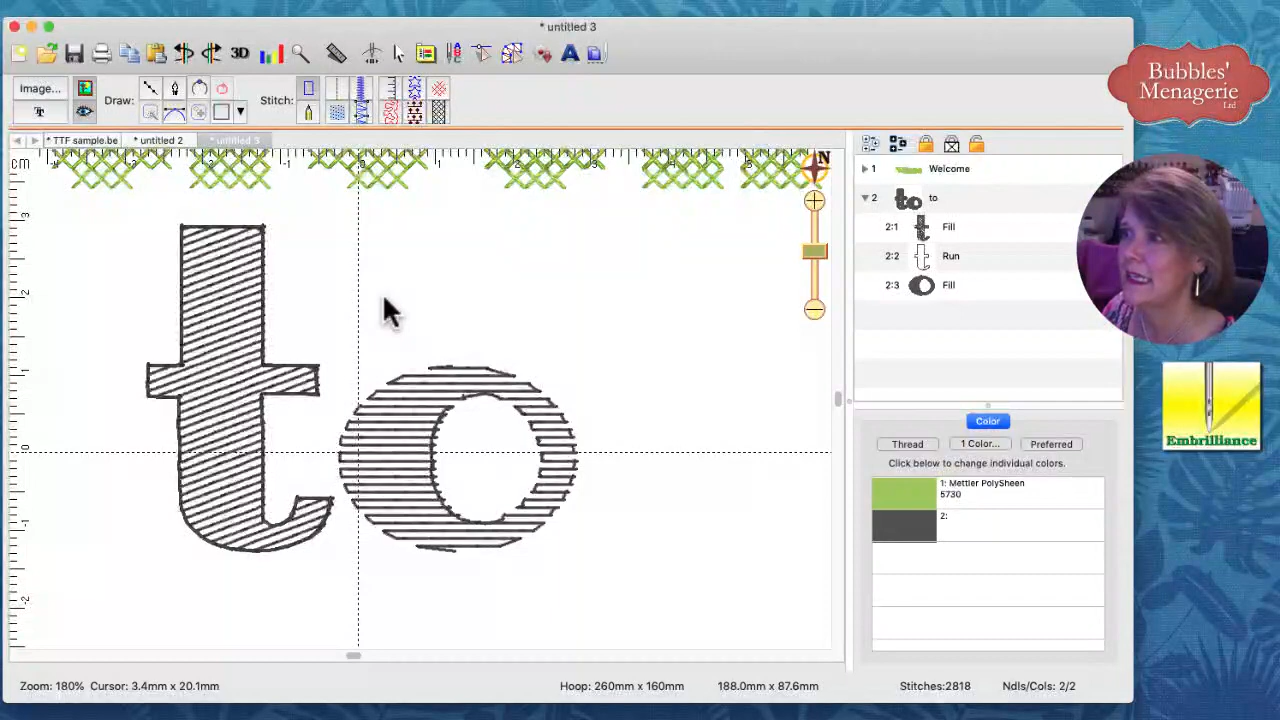 * untitled 3
3D
A
Image...
Draw:
Stitch:
Tr
* TTF sample.be
* untitled 2
* untitled 3
cm
N
1 Welcome
2 to
2:1 Fill
2:2 Run
2:3 Fill
to
Color
Thread
1 Color...
Preferred
Click below to change individual colors.
1: Mettler PolySheen
5730
2:
Zoom: 180% Cursor: 3.4mm x 20.1mm
Hoop: 260mm x 160mm
188.0mm x 87.6mm
Stitches:2818
Ndls/Cols: 2/2
Bubbles'
Menagerie
Ltd
Embrilliance